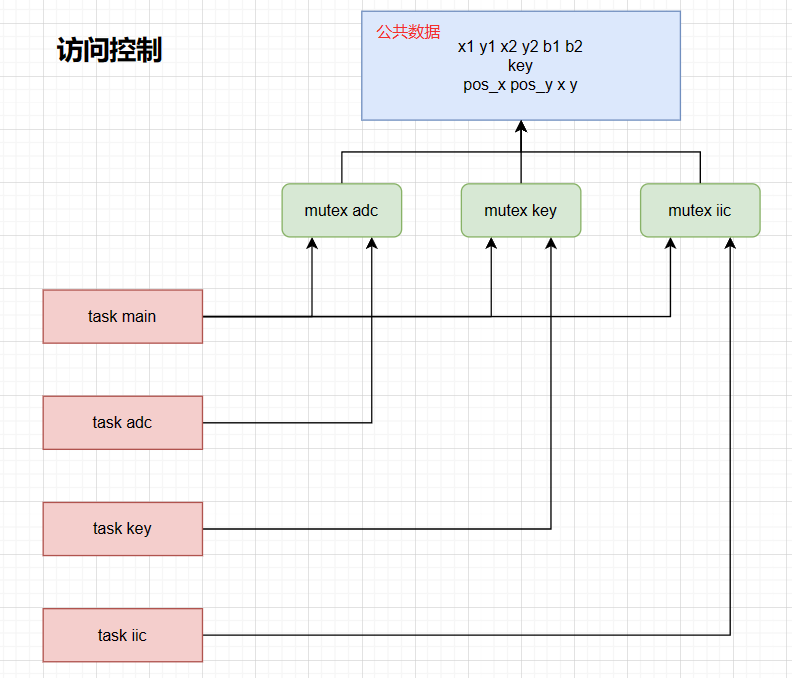 访问控制
公共数据
x1 y1 x2 y2 b1 b2
key
pos_x pos_y x y
mutex adc
mutex key
mutex iic
task main
task adc
task key
task iic